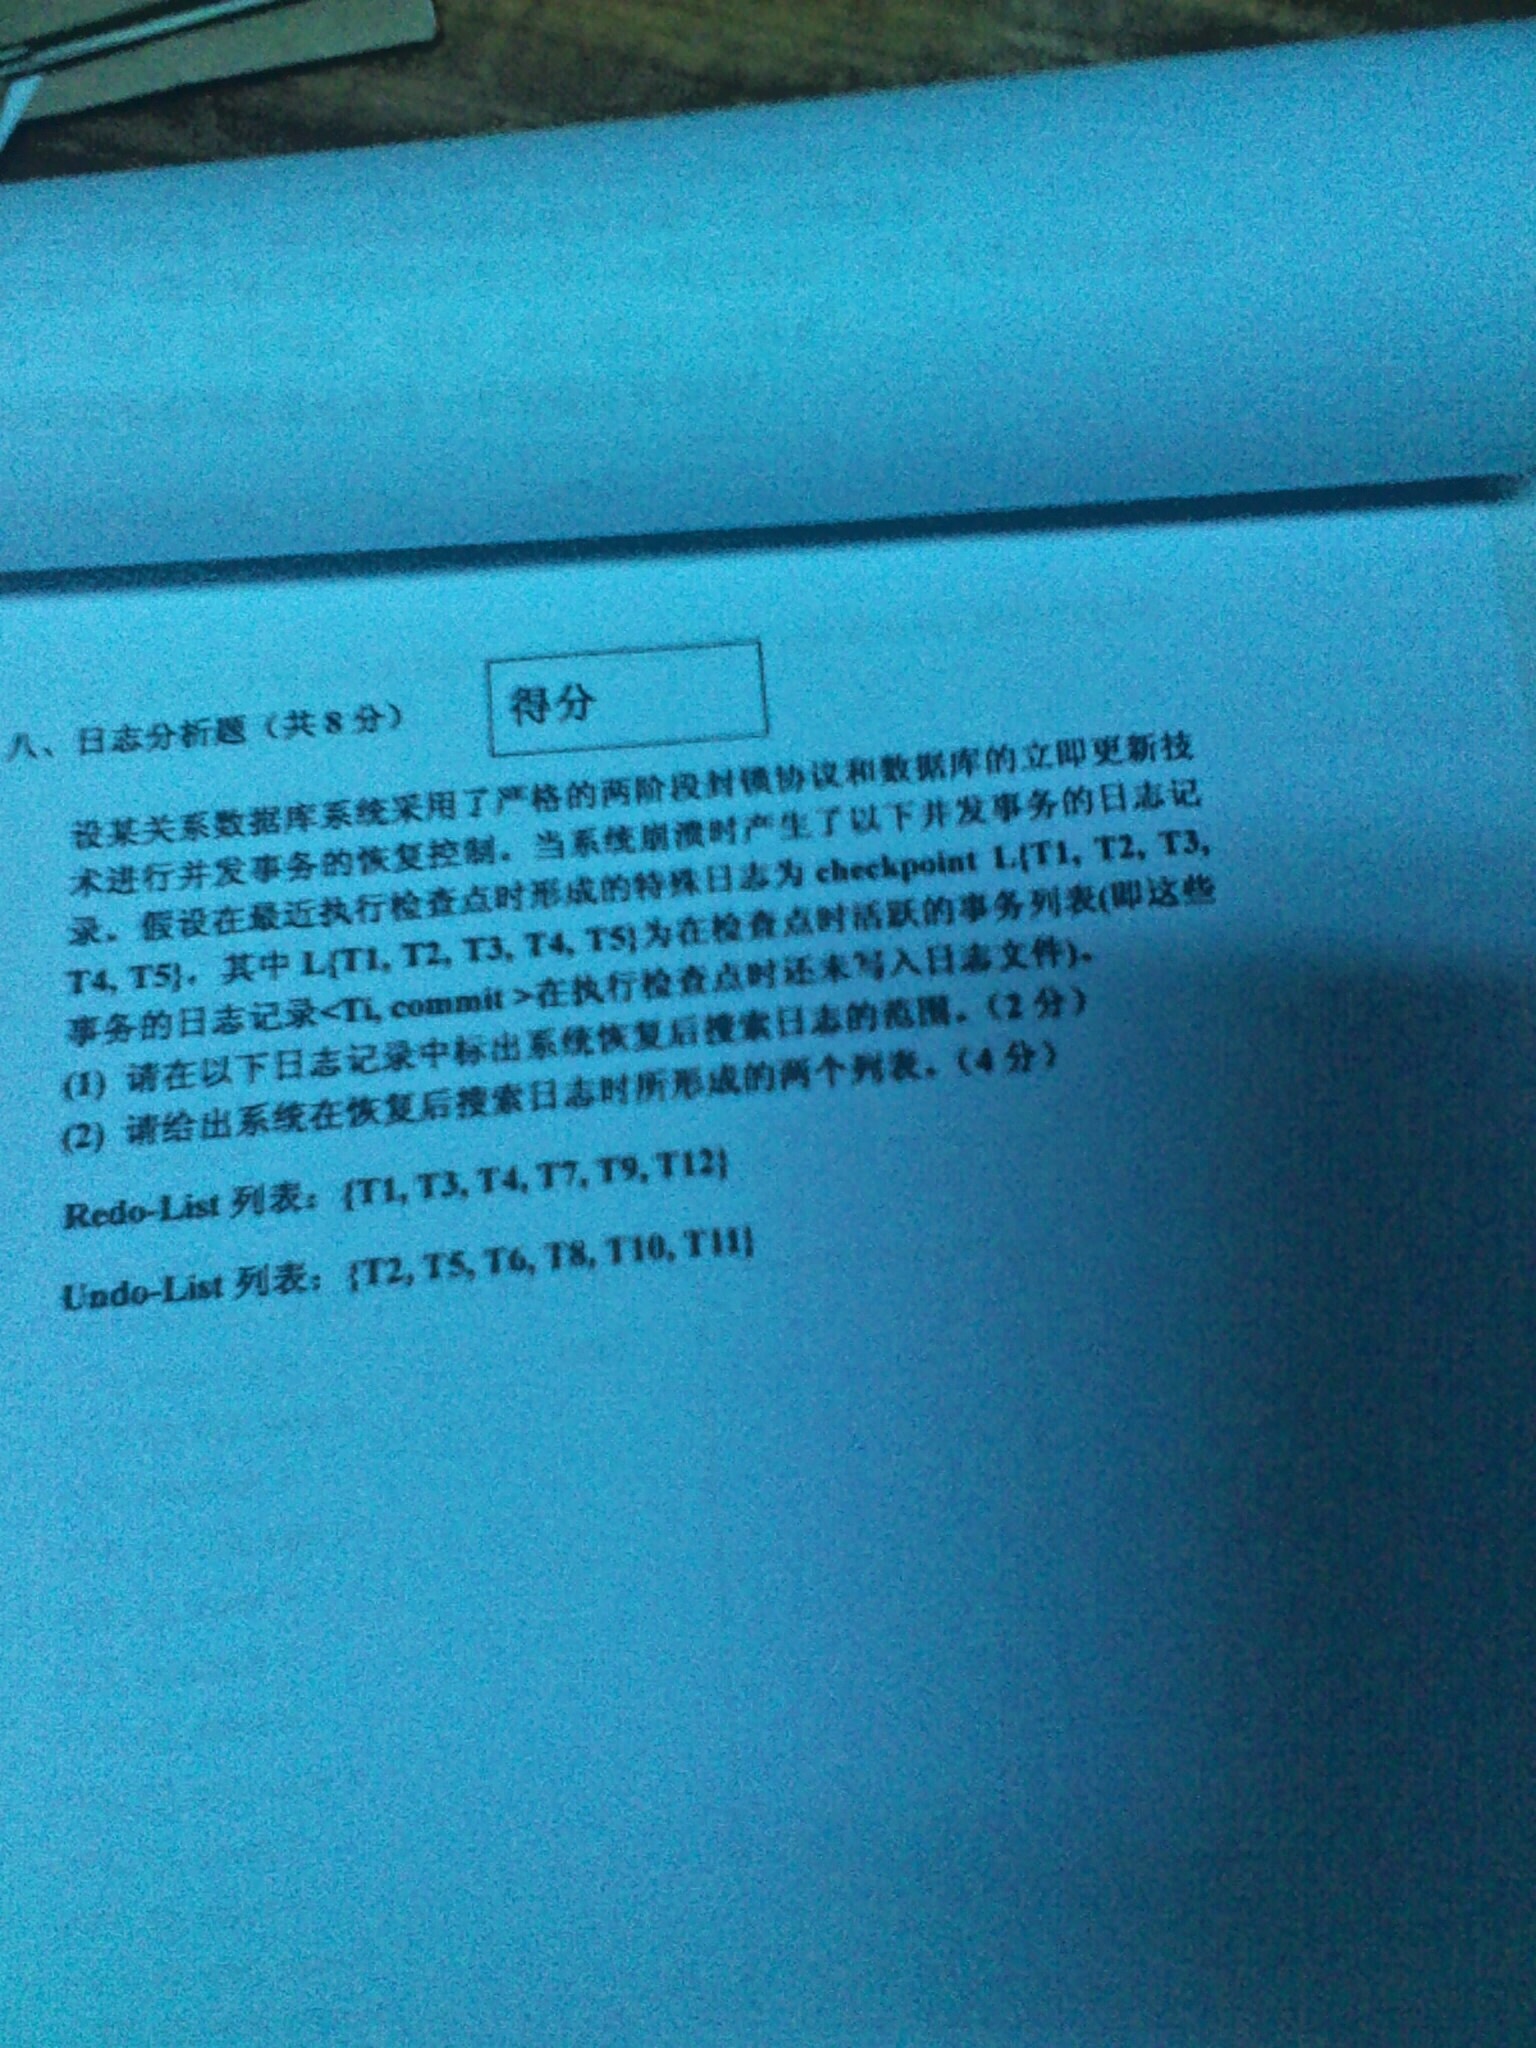 八、日志分析题（共 8 分）
得分
设某关系数据库系统采用了严格的两阶段封锁协议和数据库的立即更新技
术进行并发事务的恢复控制。当系统崩溃时产生了以下并发事务的日志记
录。假设在最近执行检查点时形成的特殊日志为 checkpoint L{T1, T2, T3,
T4, T5}，其中 L{T1, T2, T3, T4, T5}为在检查点时活跃的事务列表(即这些
事务的日志记录<Ti, commit >在执行检查点时还未写入日志文件)。
(1) 请在以下日志记录中标出系统恢复后搜索日志的范围。（2 分）
(2) 请给出系统在恢复后搜索日志时所形成的两个列表。（4 分）
Redo-List 列表：{T1, T3, T4, T7, T9, T12}
Undo-List 列表：{T2, T5, T6, T8, T10, T11}